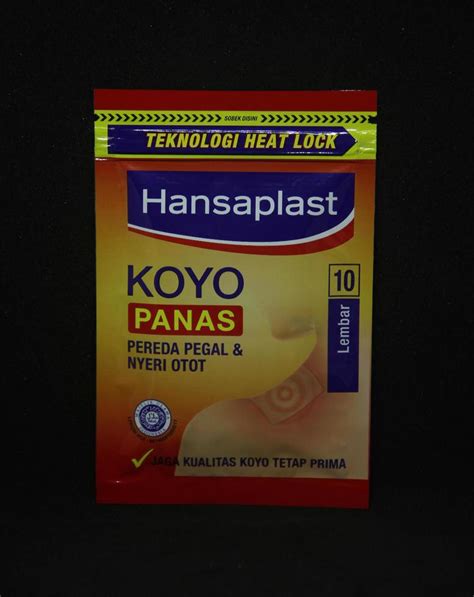 SOBEK DISINI
TEKNOLOGI HEAT LOCK
Hansaplast
KOYO
PANAS
PEREDA PEGAL &
NYERI OTOT
10
Lembar
JAGA KUALITAS KOYO TETAP PRIMA